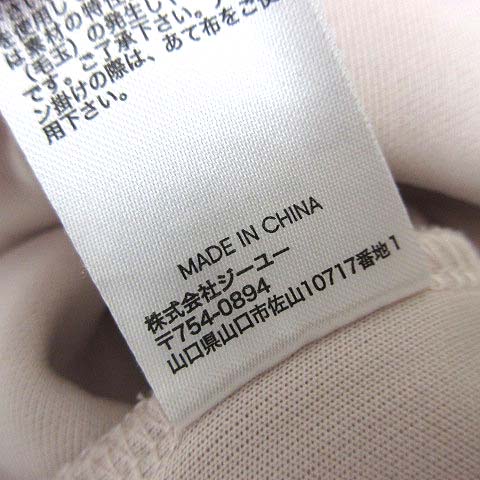 使用し
は素材の特性
(毛玉)の発生し
です。ご了承下さい。
ン掛けの際は、あて布をご使
用下さい。
MADE IN CHINA
株式会社ジーユー
〒754-0894
山口県山口市佐山10717番地1